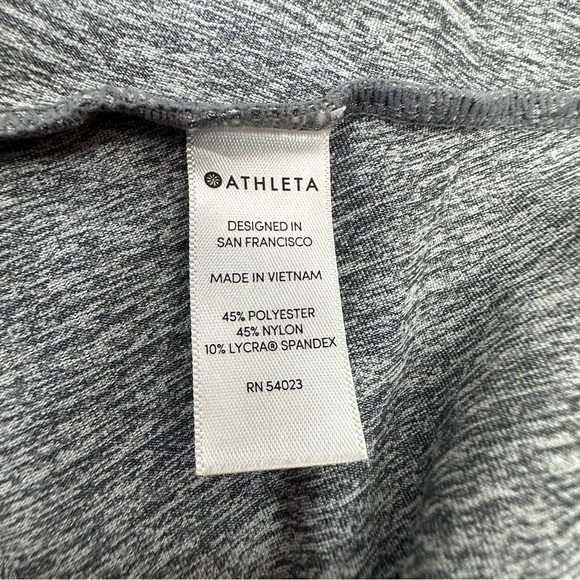 ATHLETA
DESIGNED IN
SAN FRANCISCO
MADE IN VIETNAM
45% POLYESTER
45% NYLON
10% LYCRA® SPANDEX
RN 54023